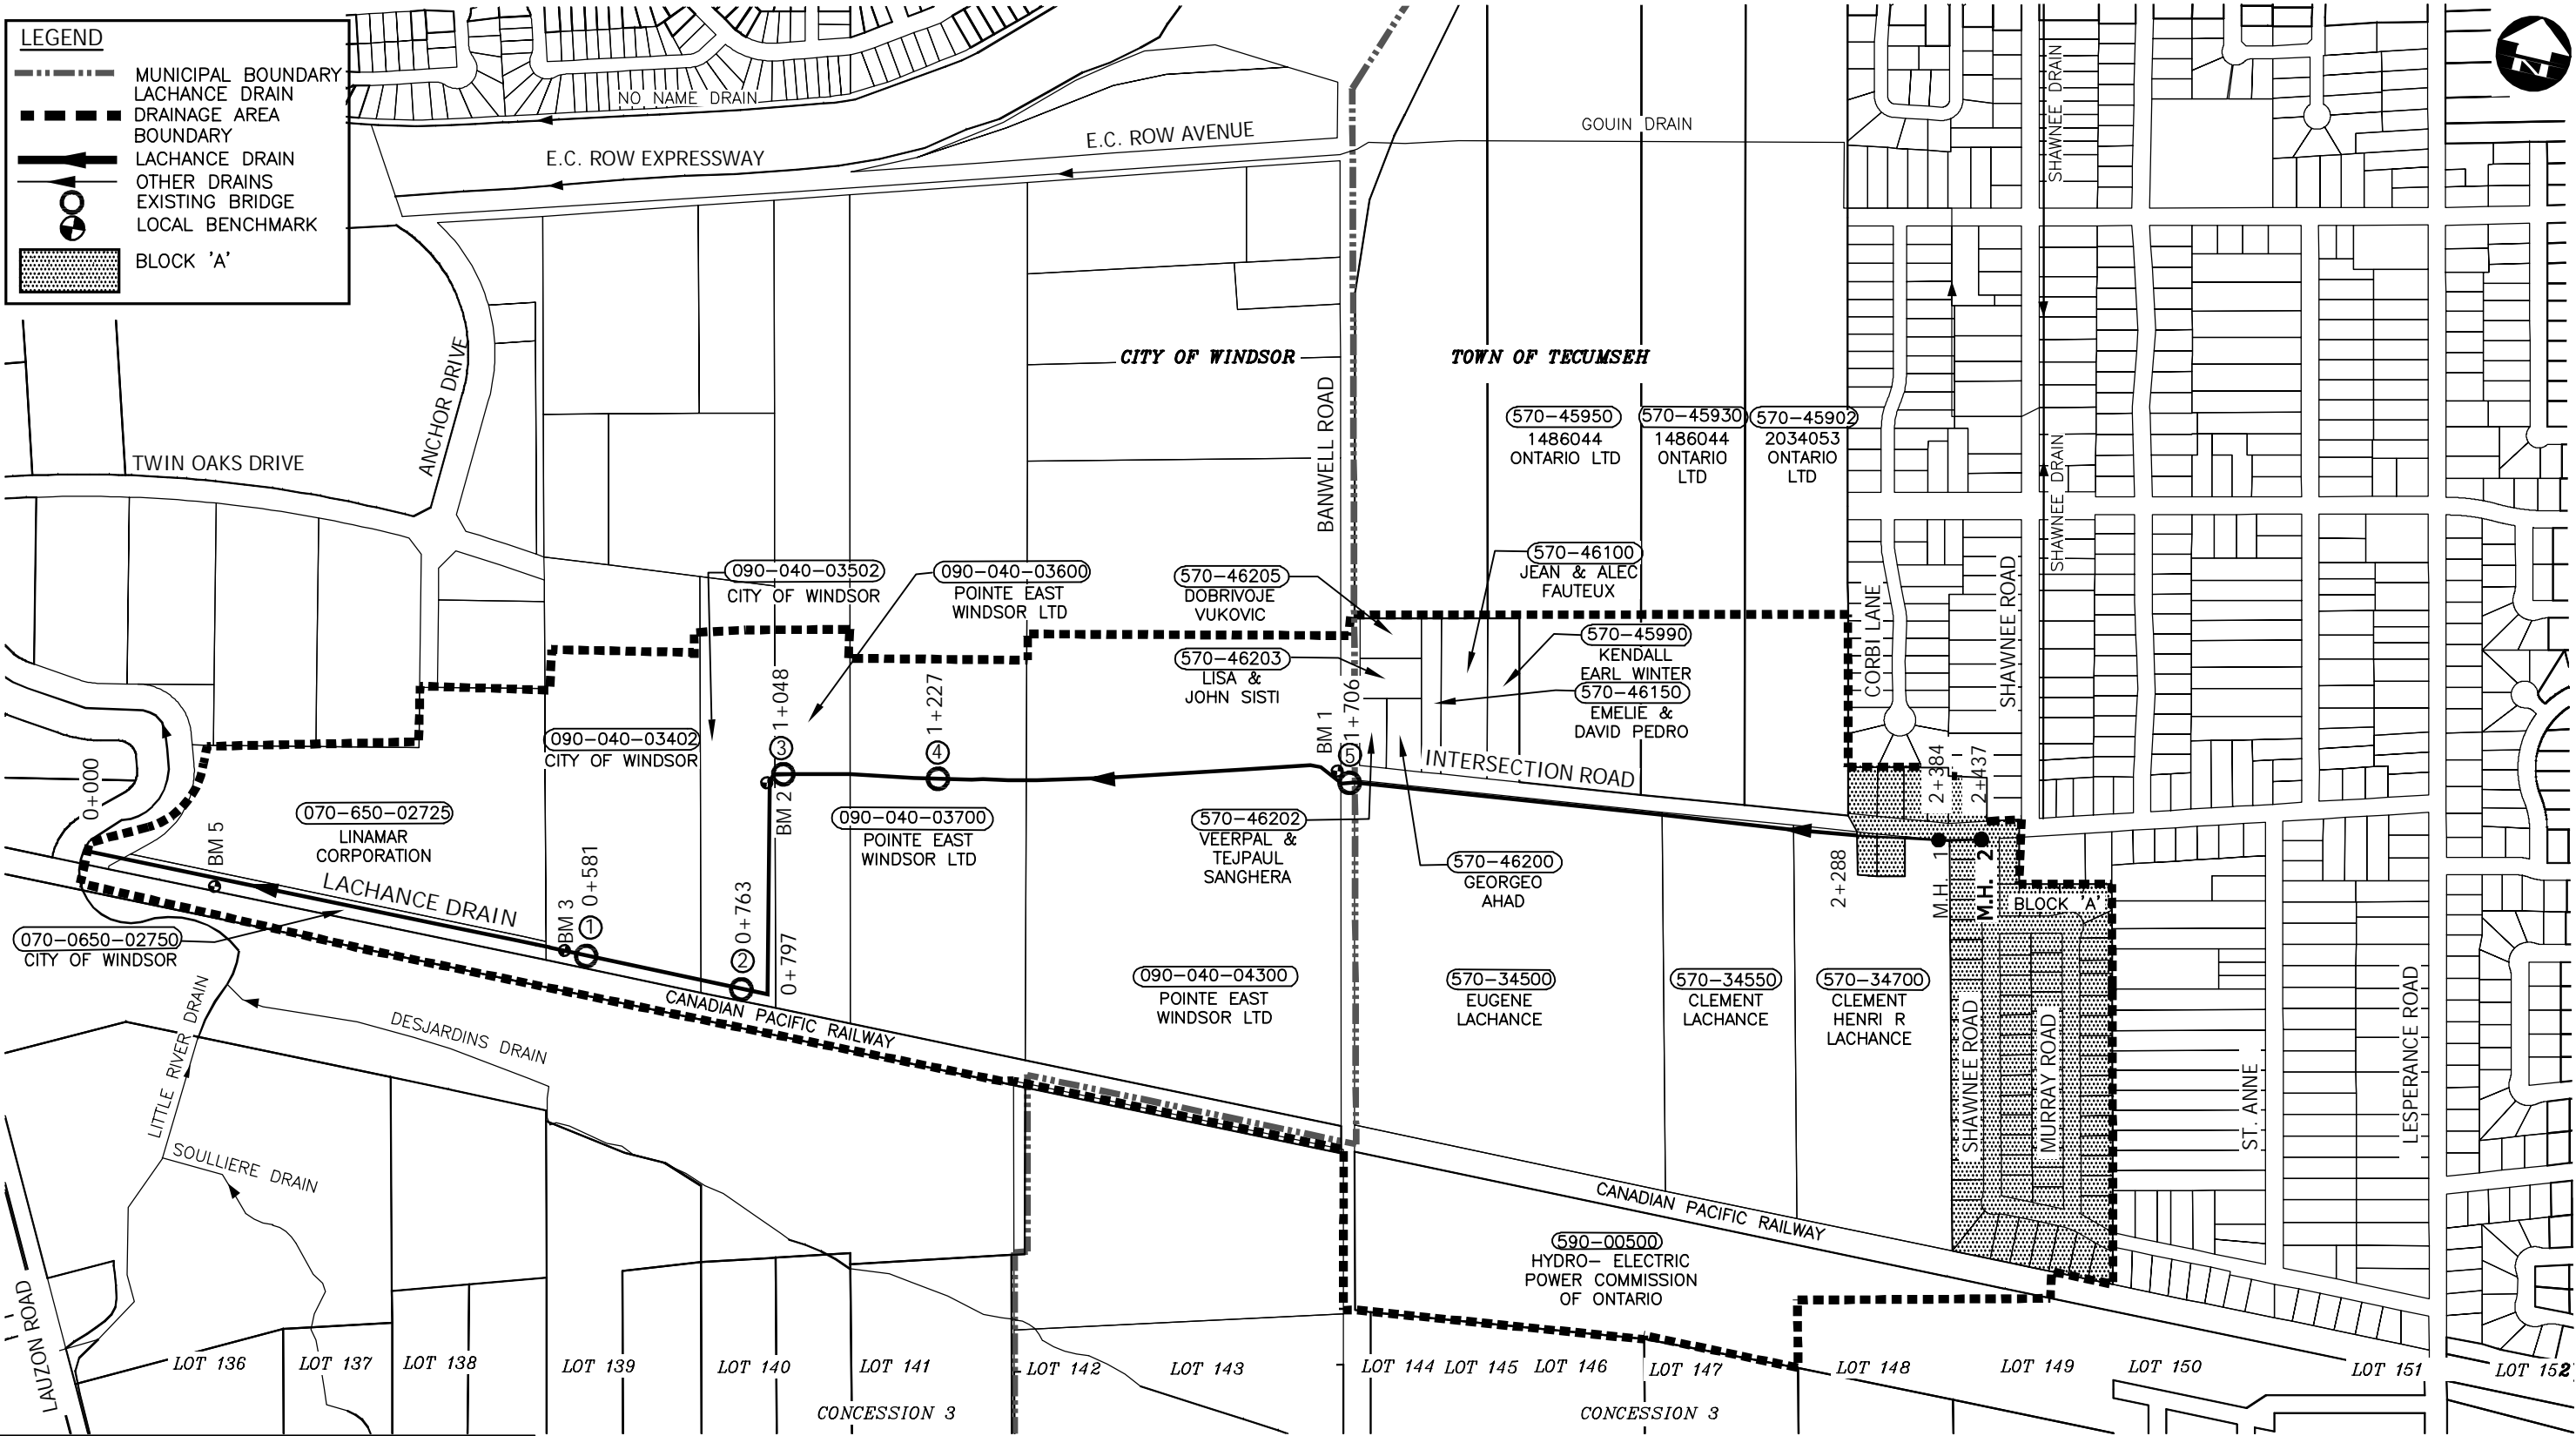 LEGEND
MUNICIPAL BOUNDARY
LACHANCE DRAIN
DRAINAGE AREA
BOUNDARY
LACHANCE DRAIN
OTHER DRAINS
EXISTING BRIDGE
LOCAL BENCHMARK
BLOCK 'A'
N
NO NAME DRAIN
E.C. ROW EXPRESSWAY
E.C. ROW AVENUE
GOUIN DRAIN
SHAWNEE DRAIN
SHAWNEE DRAIN
SHAWNEE DRAIN
ANCHOR DRIVE
TWIN OAKS DRIVE
CITY OF WINDSOR
TOWN OF TECUMSEH
BANWELL ROAD
570-45950
1486044
ONTARIO LTD
570-45930
1486044
ONTARIO
LTD
570-45902
2034053
ONTARIO
LTD
090-040-03502
CITY OF WINDSOR
090-040-03600
POINTE EAST
WINDSOR LTD
570-46205
DOBRIVOJE
VUKOVIC
570-46100
JEAN & ALEC
FAUTEUX
570-46203
LISA &
JOHN SISTI
570-45990
KENDALL
EARL WINTER
570-46150
EMELIE &
DAVID PEDRO
CORBI LANE
SHAWNEE ROAD
090-040-03402
CITY OF WINDSOR
3
1+048
BM 2
4
1+227
BM 1
5
1+706
INTERSECTION ROAD
2+384
2+437
0+000
070-650-02725
LINAMAR
CORPORATION
BM 5
LACHANCE DRAIN
090-040-03700
POINTE EAST
WINDSOR LTD
570-46202
VEERPAL &
TEJPAUL
SANGHERA
570-46200
GEORGEO
AHAD
2+288
M.H. 1
M.H. 2
BLOCK 'A'
BM 3
1
0+581
2
0+763
0+797
070-0650-02750
CITY OF WINDSOR
CANADIAN PACIFIC RAILWAY
090-040-04300
POINTE EAST
WINDSOR LTD
570-34500
EUGENE
LACHANCE
570-34550
CLEMENT
LACHANCE
570-34700
CLEMENT
HENRI R
LACHANCE
SHAWNEE ROAD
MURRAY ROAD
ST. ANNE
LESPERANCE ROAD
LITTLE RIVER DRAIN
DESJARDINS DRAIN
SOULLIERE DRAIN
CANADIAN PACIFIC RAILWAY
590-00500
HYDRO- ELECTRIC
POWER COMMISSION
OF ONTARIO
LAUZON ROAD
LOT 136
LOT 137
LOT 138
LOT 139
LOT 140
LOT 141
LOT 142
LOT 143
LOT 144
LOT 145
LOT 146
LOT 147
LOT 148
LOT 149
LOT 150
LOT 151
LOT 152
CONCESSION 3
CONCESSION 3